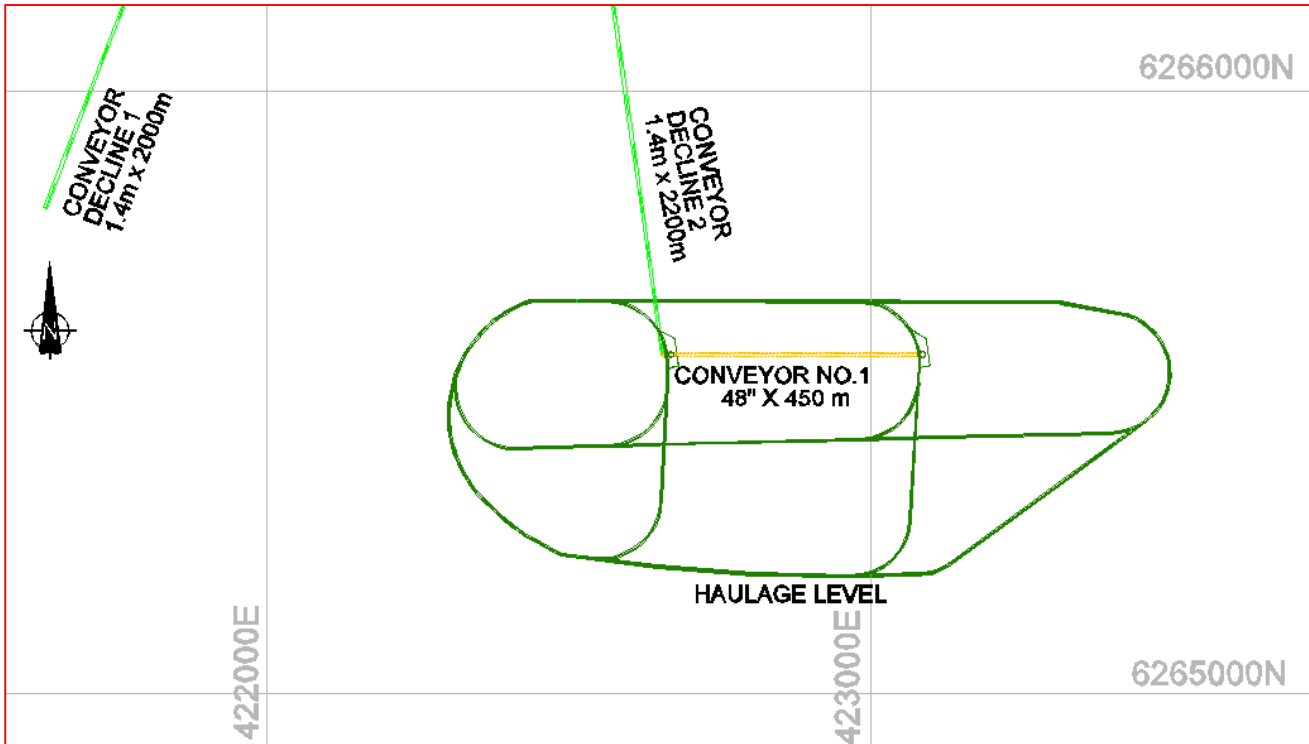 6266000N
CONVEYOR
DECLINE 1
1.4m x 2000m
CONVEYOR
DECLINE 2
1.4m x 2200m
N
CONVEYOR NO.1
48" X 450 m
HAULAGE LEVEL
422000E
423000E
6265000N